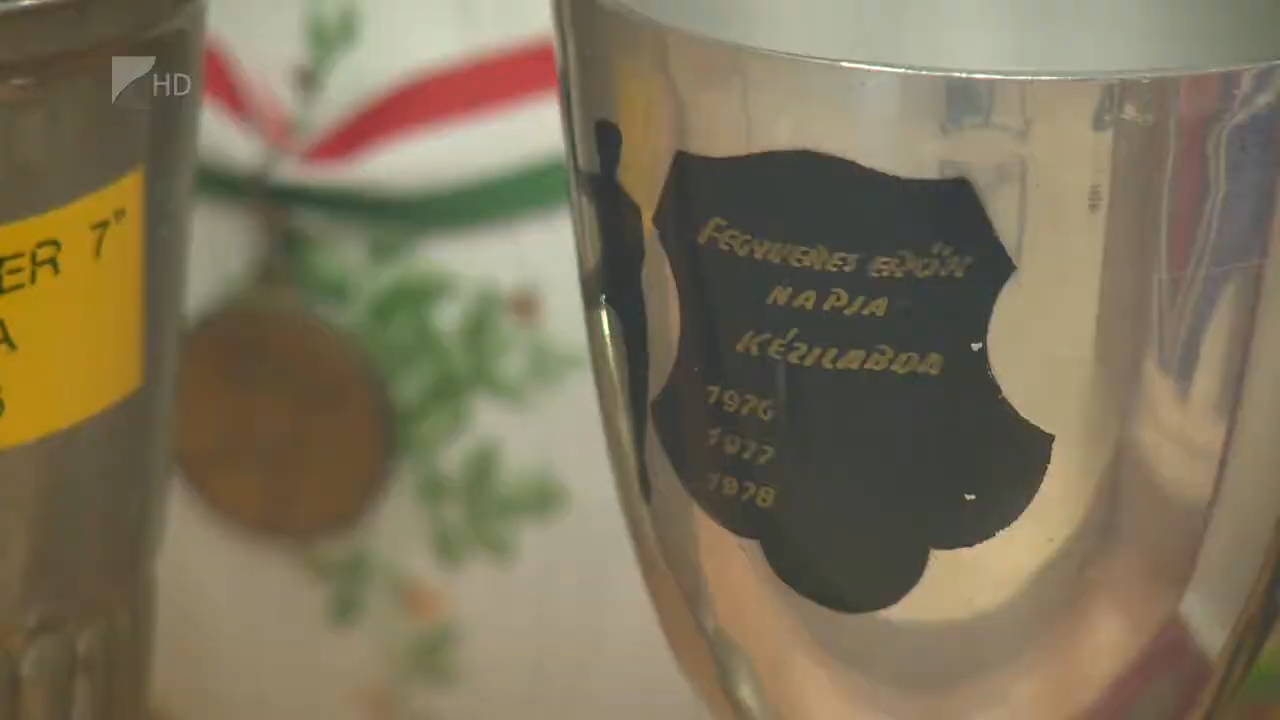 HD
ER 7"
A
FEGYVERES ERŐK
NAPJA
KÉZILABDA
1976
1977
1978